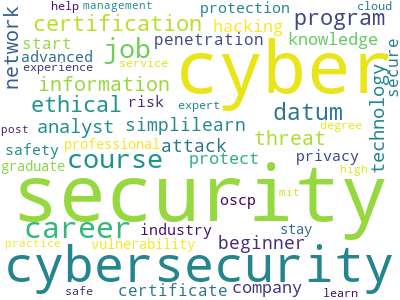 help management cloud
certification protection program
hacking
network start job penetration knowledge
advanced cyber secure
experience service
information expert
ethical risk datum technology
post analyst simplilearn degree
safety professional attack threat
graduate course protect privacy high
security oscp mit
career industry stay
practice vulnerability beginner
cybersecurity
safe certificate company learn